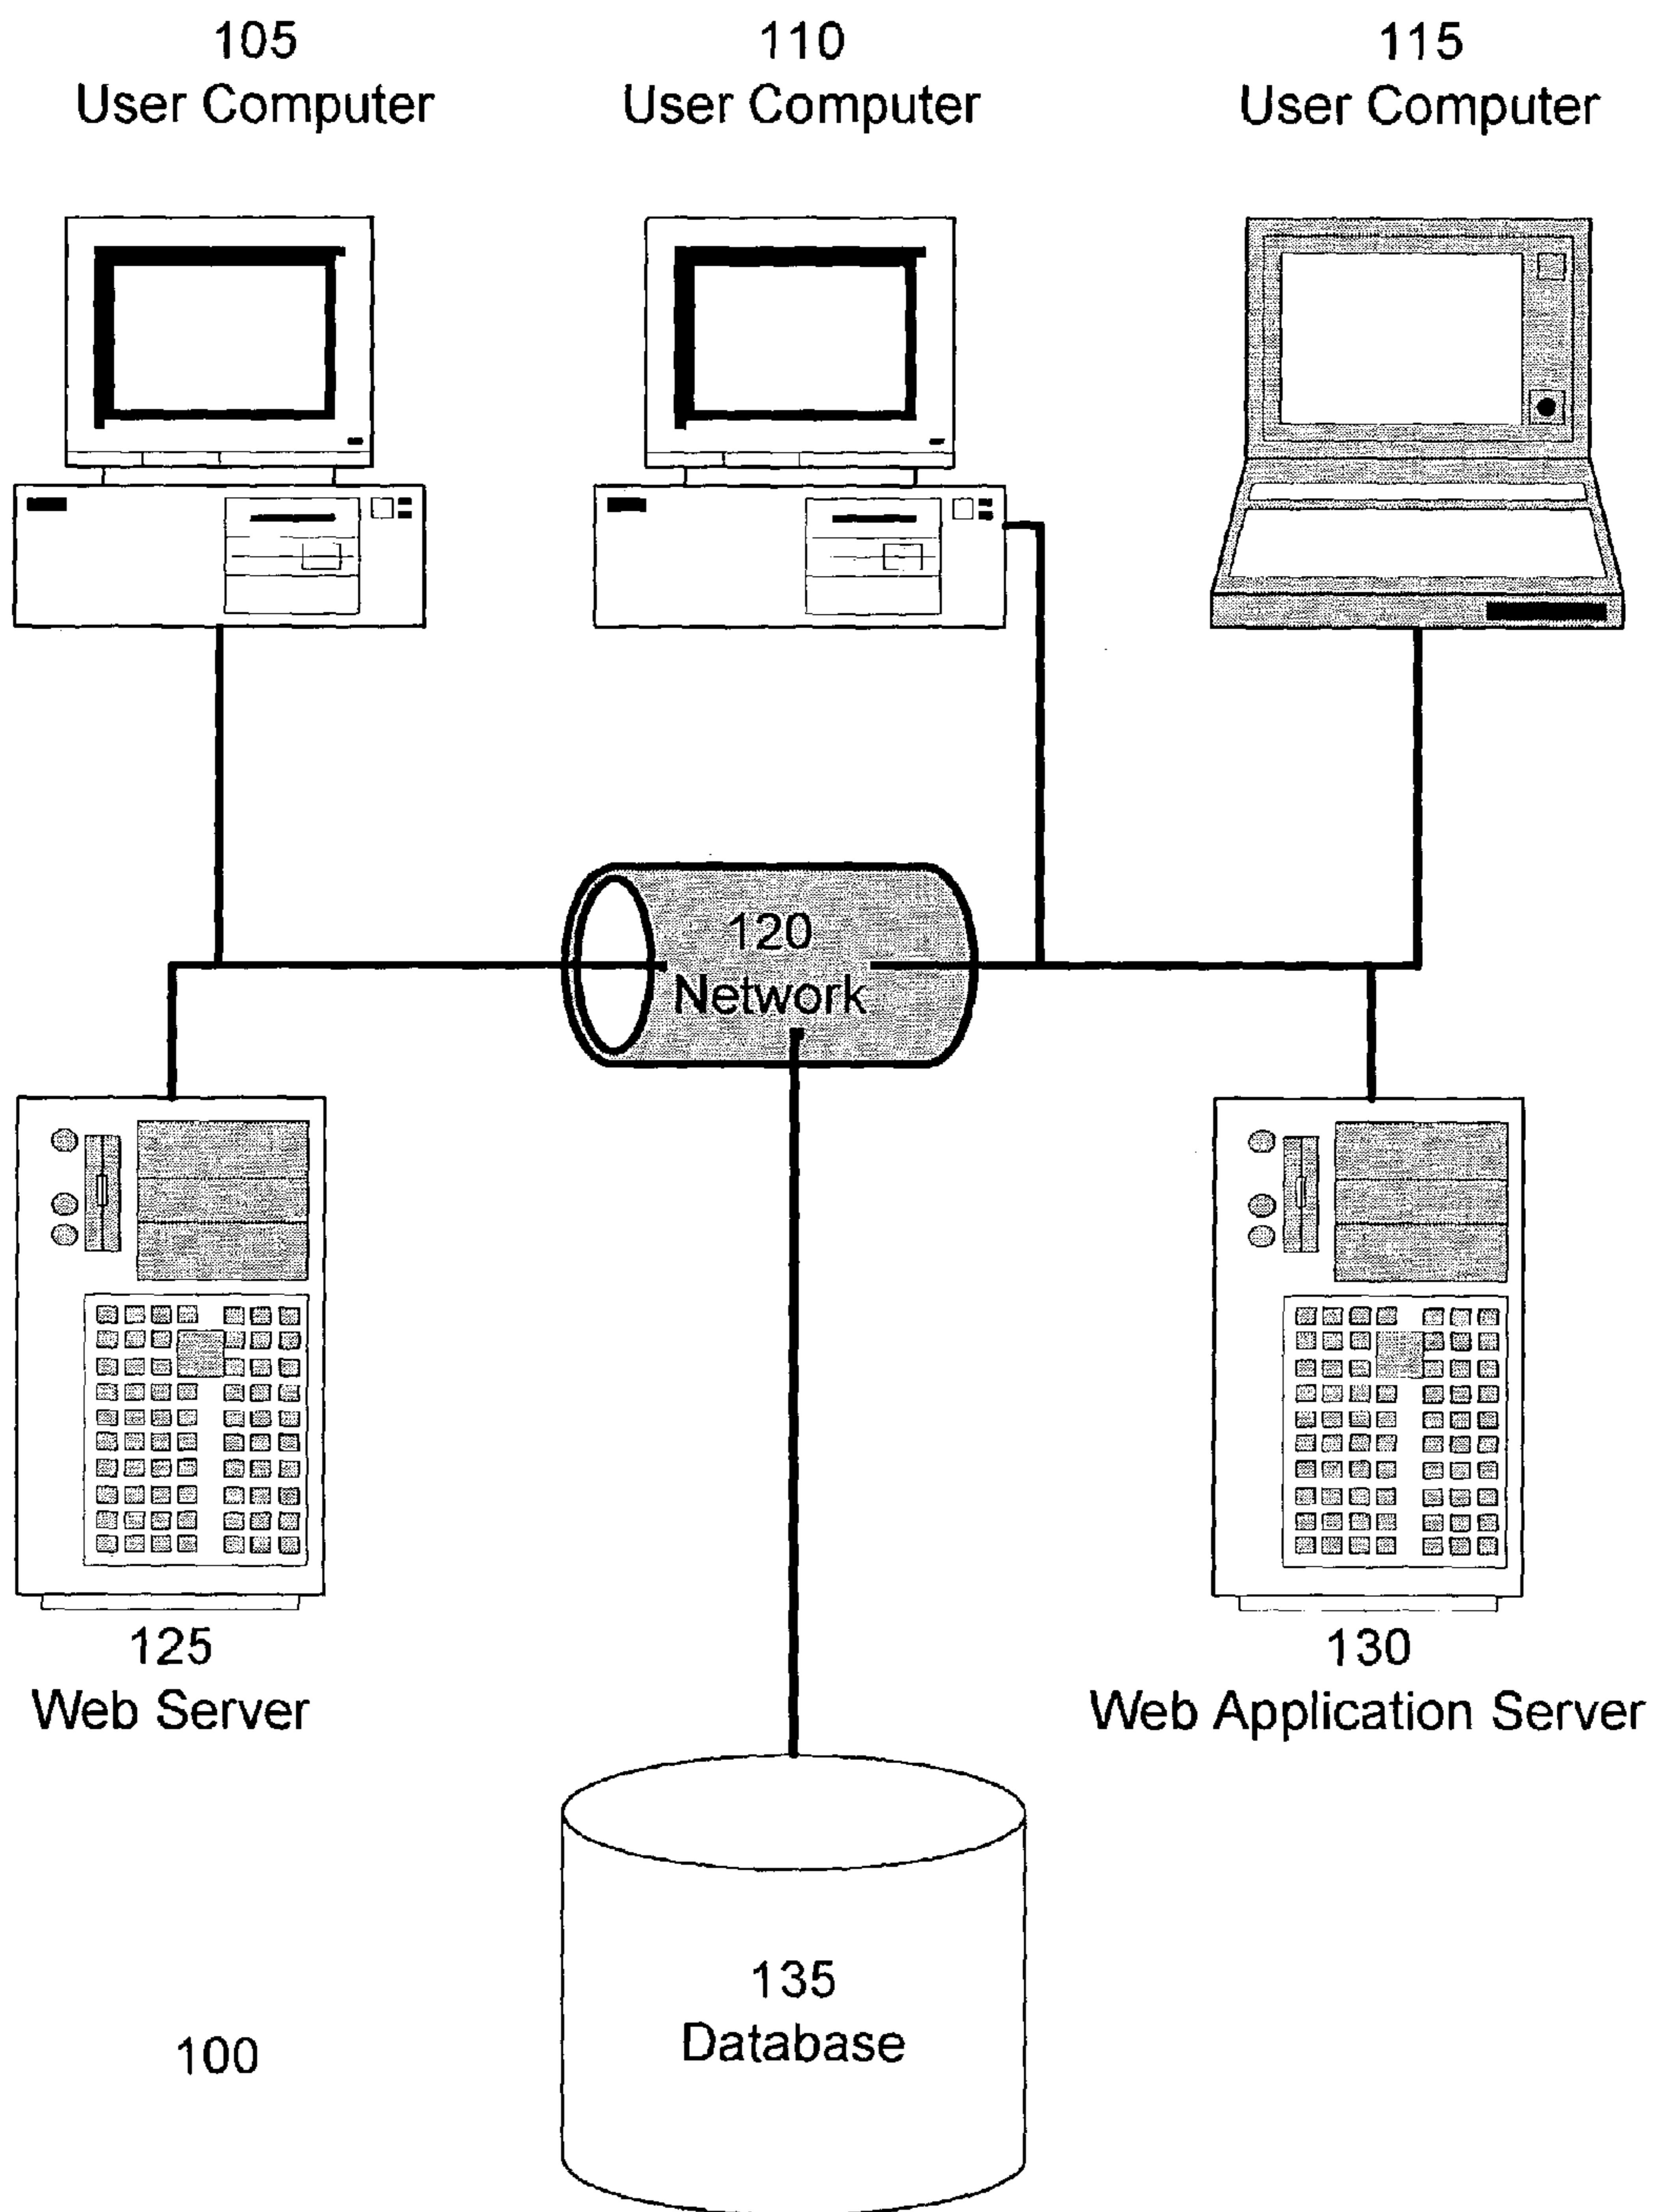 105
User Computer
110
User Computer
115
User Computer
120
Network
125
Web Server
130
Web Application Server
135
Database
100